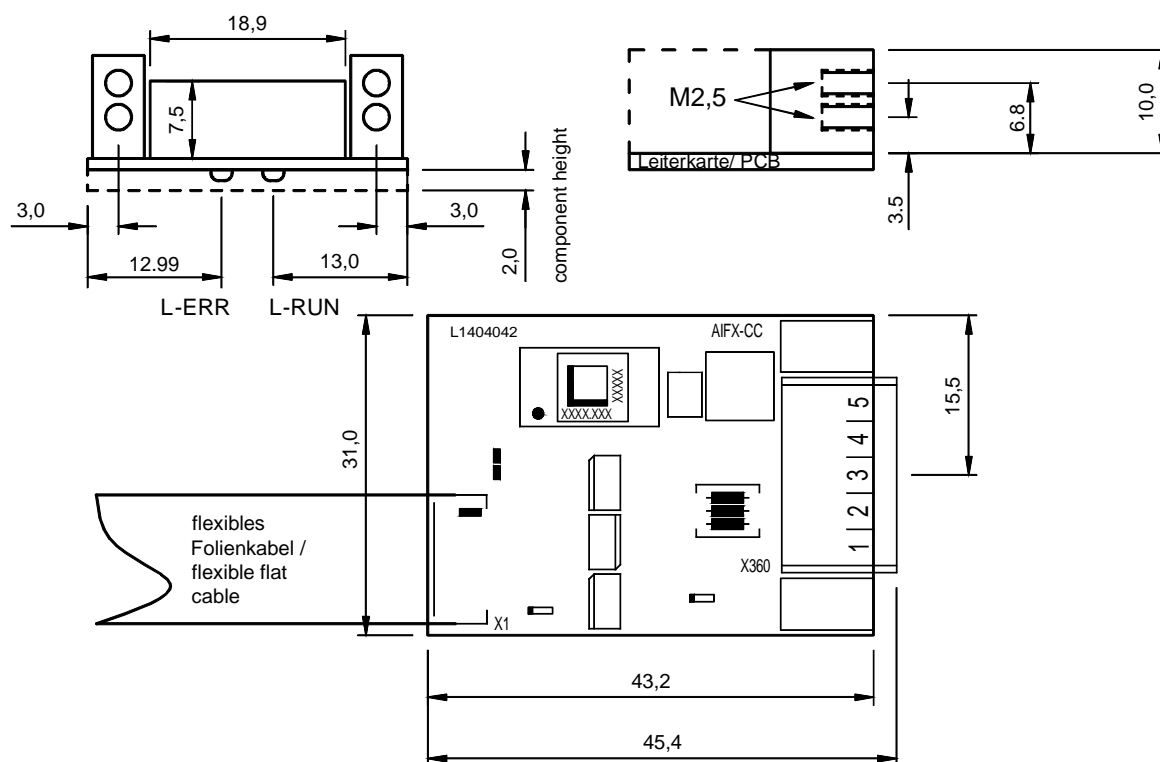 18,9
7,5
3,0
3,0
12.99
13,0
2,0
component height
L-ERR
L-RUN
M2,5
Leiterkarte/ PCB
6.8
10,0
3.5
L1404042
AIFX-CC
XXXXX
XXXX.XXX
1 | 2 | 3 | 4 | 5
15,5
31,0
flexibles
Folienkabel /
flexible flat
cable
X360
X1
43,2
45,4